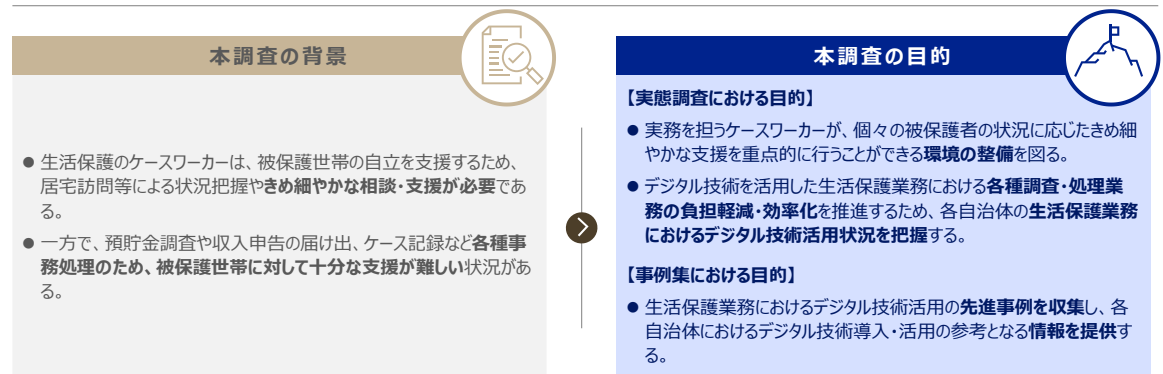 本調査の背景
● 生活保護のケースワーカーは、被保護世帯の自立を支援するため、
居宅訪問等による状況把握やきめ細やかな相談・支援が必要であ
る。
● 一方で、預貯金調査や収入申告の届け出、ケース記録など各種事
務処理のため、被保護世帯に対して十分な支援が難しい状況があ
る。
本調査の目的
【実態調査における目的】
● 実務を担うケースワーカーが、個々の被保護者の状況に応じたきめ細
やかな支援を重点的に行うことができる環境の整備を図る。
● デジタル技術を活用した生活保護業務における各種調査・処理業
務の負担軽減・効率化を推進するため、各自治体の生活保護業務
におけるデジタル技術活用状況を把握する。
【事例集における目的】
● 生活保護業務におけるデジタル技術活用の先進事例を収集し、各
自治体におけるデジタル技術導入・活用の参考となる情報を提供す
る。